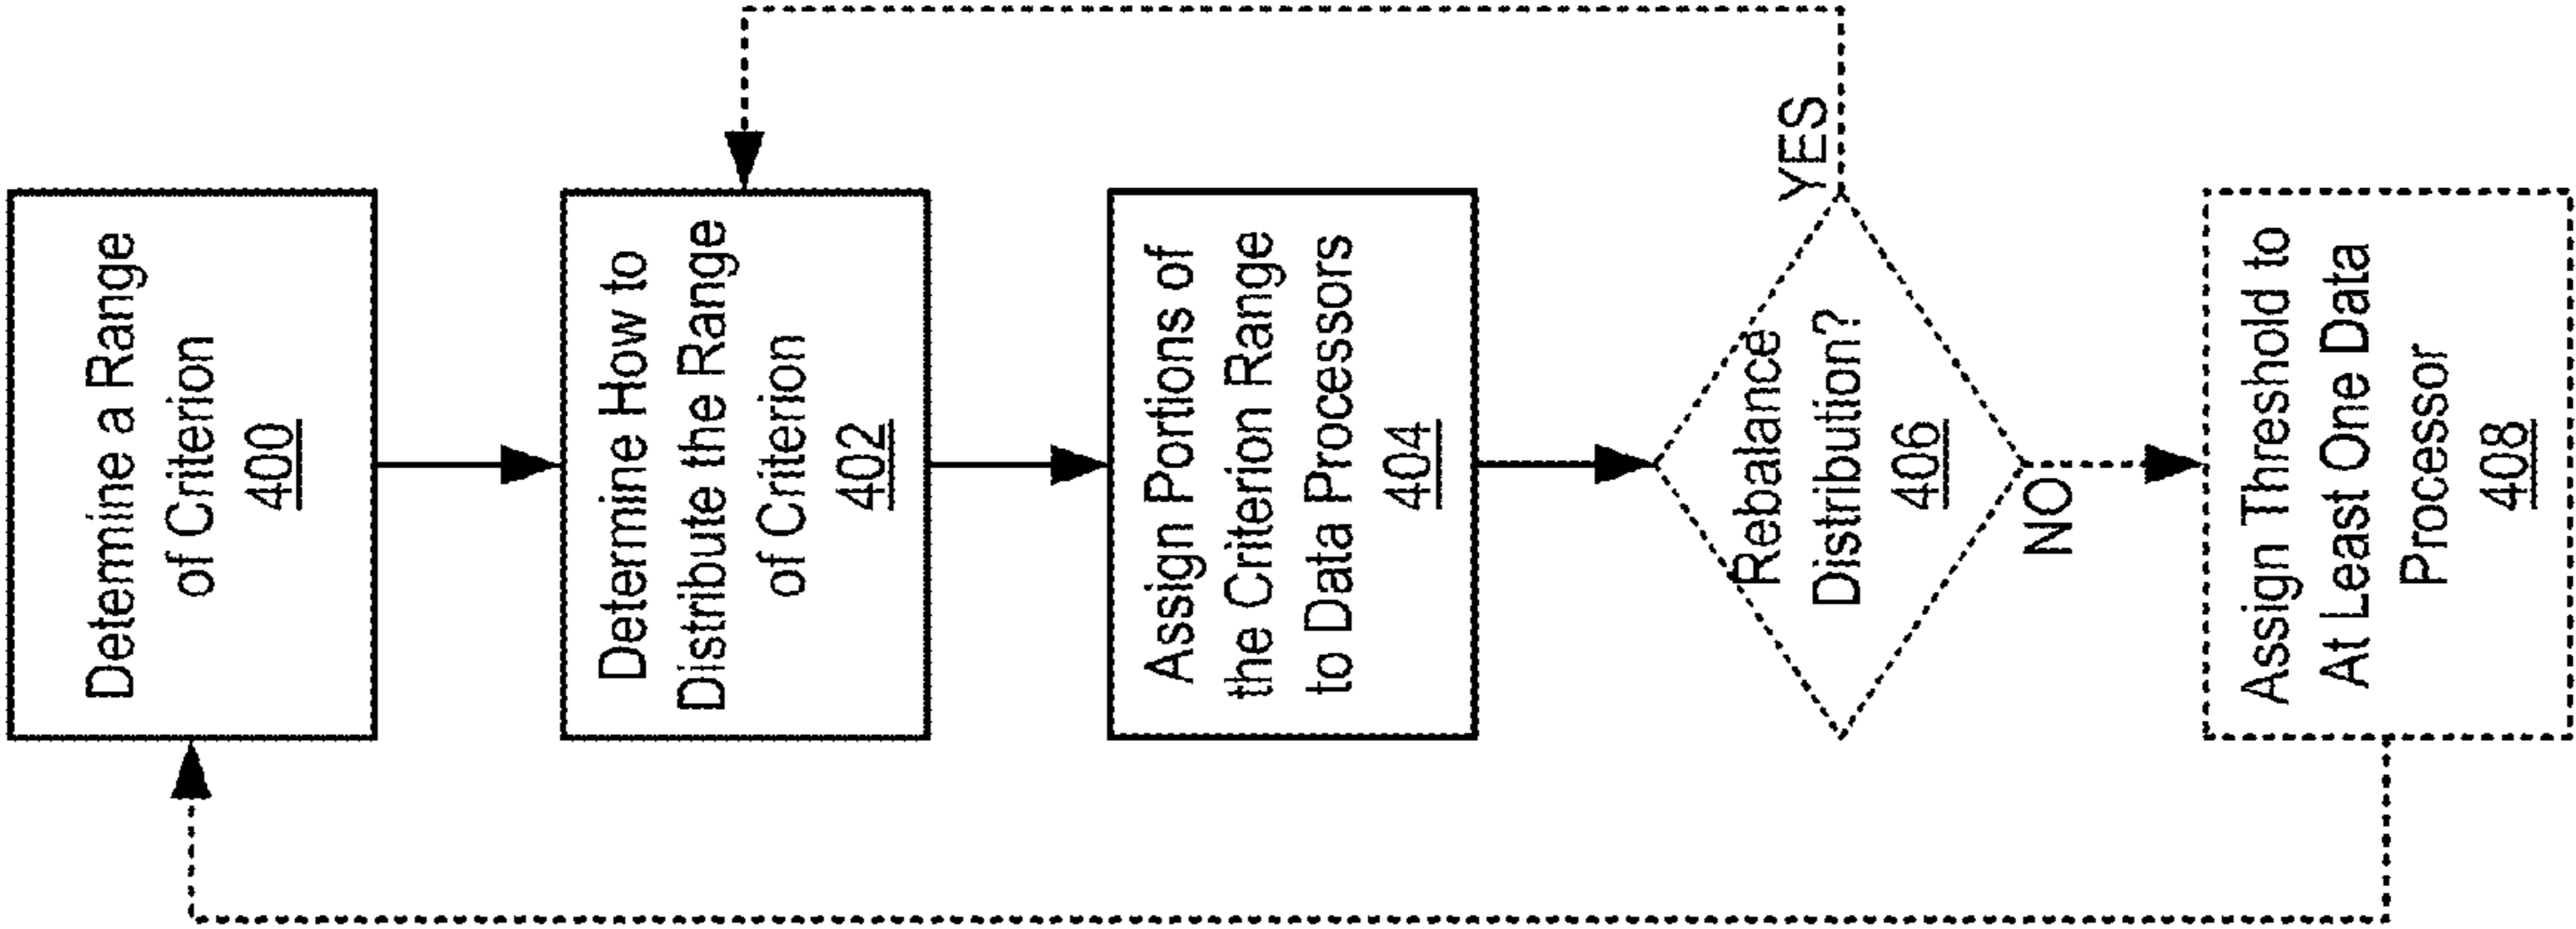 Determine a Range
of Criterion
400
Determine How to
Distribute the Range
of Criterion
402
Assign Portions of
the Criterion Range
to Data Processors
404
Rebalance
Distribution?
406
YES
NO
Assign Threshold to
At Least One Data
Processor
408